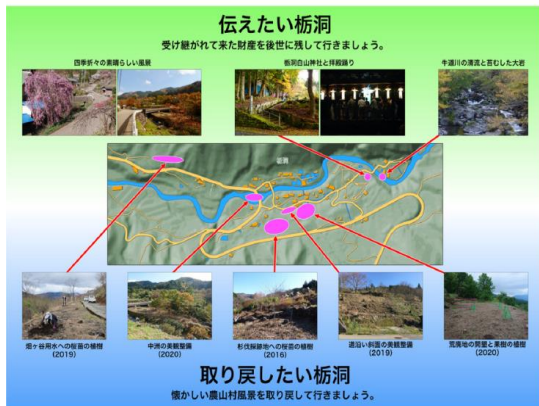 伝えたい栃洞
受け継がれて来た財産を後世に残して行きましょう。
四季折々の素晴らしい風景
栃洞白山神社と拝殿踊り
牛道川の清流と苔むした大岩
畑ヶ谷用水への桜苗の植樹
(2019)
中洲の美観整備
(2020)
杉伐採跡地への桜苗の植樹
(2016)
道沿い斜面の美観整備
(2019)
荒廃地の開墾と果樹の植樹
(2020)
取り戻したい栃洞
懐かしい農山村風景を取り戻して行きましょう。